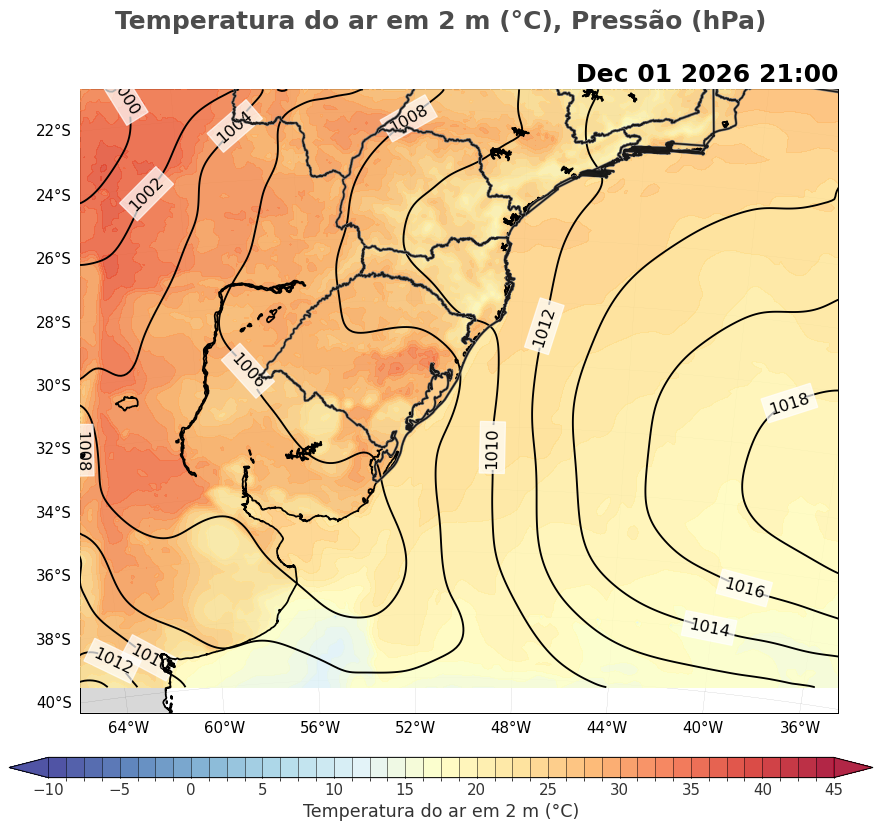 Temperatura do ar em 2 m (°C), Pressão (hPa)
Dec 01 2026 21:00
1004
1008
1002
1012
1006
1018
1008
1010
1016
1014
1012
22°S
24°S
26°S
28°S
30°S
32°S
34°S
36°S
38°S
40°S
64°W 60°W 56°W 52°W 48°W 44°W 40°W 36°W
−10 −5 0 5 10 15 20 25 30 35 40 45
Temperatura do ar em 2 m (°C)